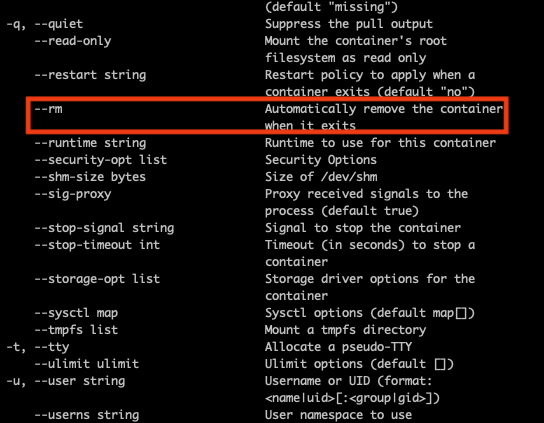 (default "missing")
-q, --quiet Suppress the pull output
--read-only Mount the container's root
filesystem as read only
--restart string Restart policy to apply when a
container exits (default "no")
--rm Automatically remove the container
when it exits
--runtime string Runtime to use for this container
--security-opt list Security Options
--shm-size bytes Size of /dev/shm
--sig-proxy Proxy received signals to the
process (default true)
--stop-signal string Signal to stop the container
--stop-timeout int Timeout (in seconds) to stop a
container
--storage-opt list Storage driver options for the
container
--sysctl map Sysctl options (default map[])
--tmpfs list Mount a tmpfs directory
-t, --tty Allocate a pseudo-TTY
--ulimit ulimit Ulimit options (default [])
-u, --user string Username or UID (format:
<name|uid>[:<group|gid>])
--userns string User namespace to use